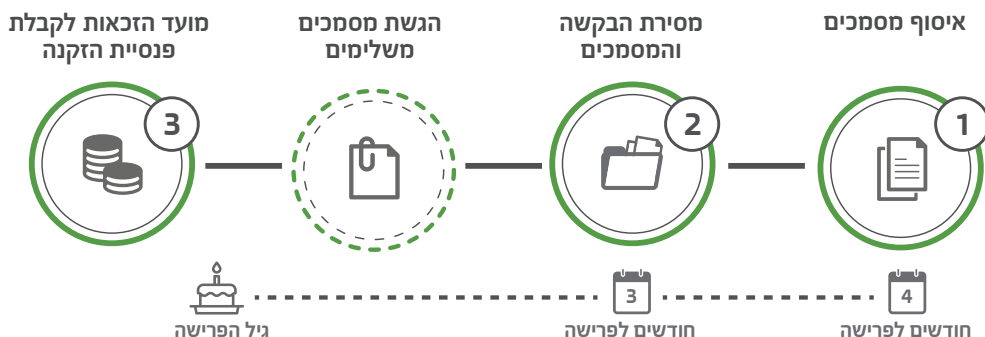 איסוף מסמכים
1
מסירת הבקשה
והמסמכים
2
הגשת מסמכים
משלימים
מועד הזכאות לקבלת
פנסיית הזקנה
3
4
חודשים לפרישה
3
חודשים לפרישה
גיל הפרישה